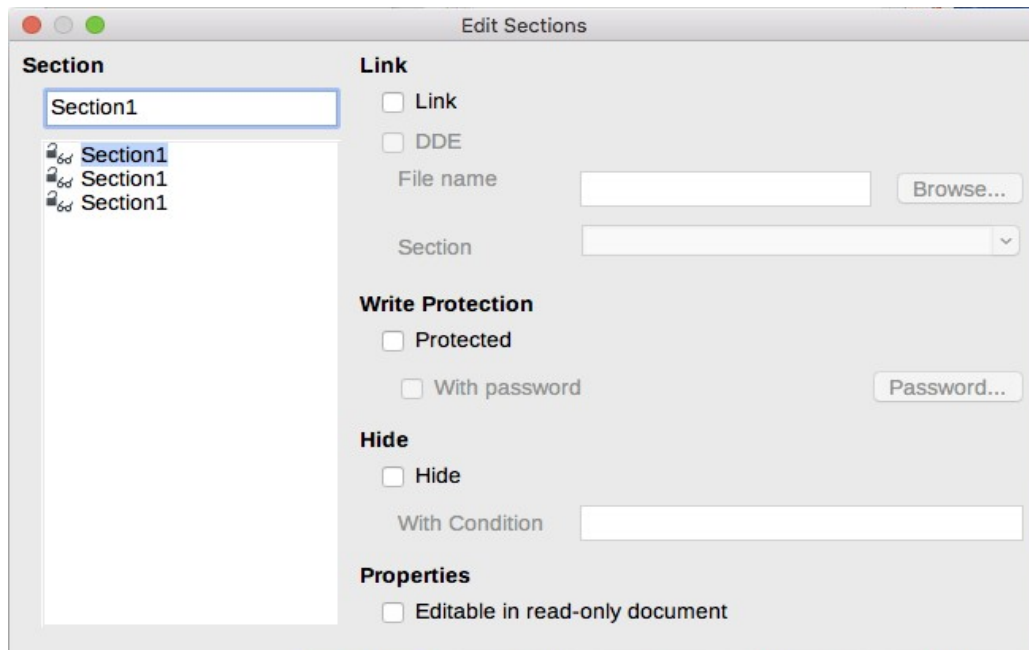 Edit Sections
Section
Section1
Section1
Section1
Section1
Link
Link
DDE
File name
Browse...
Section
Write Protection
Protected
With password
Password...
Hide
Hide
With Condition
Properties
Editable in read-only document